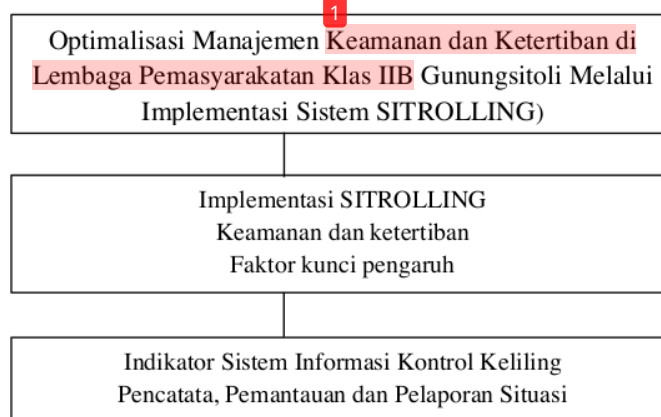 1
Optimalisasi Manajemen Keamanan dan Ketertiban di
Lembaga Pemasyarakatan Klas IIB Gunungsitoli Melalui
Implementasi Sistem SITROLLING)
Implementasi SITROLLING
Keamanan dan ketertiban
Faktor kunci pengaruh
Indikator Sistem Informasi Kontrol Keliling
Pencatata, Pemantauan dan Pelaporan Situasi